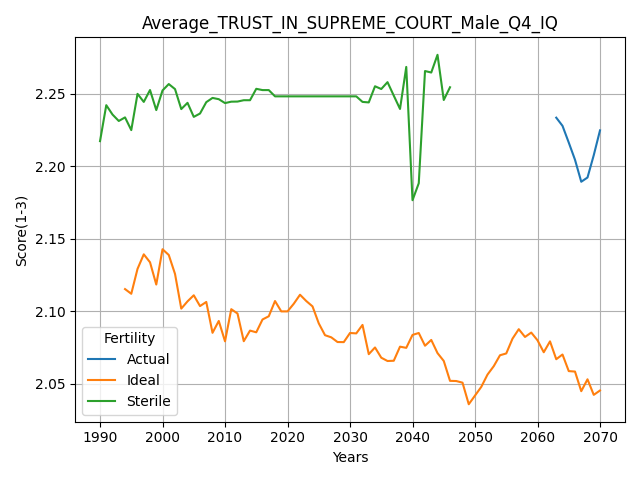 Average_TRUST_IN_SUPREME_COURT_Male_Q4_IQ
Score(1-3)
2.25
2.20
2.15
2.10
2.05
Fertility
Actual
Ideal
Sterile
1990 2000 2010 2020 2030 2040 2050 2060 2070
Years